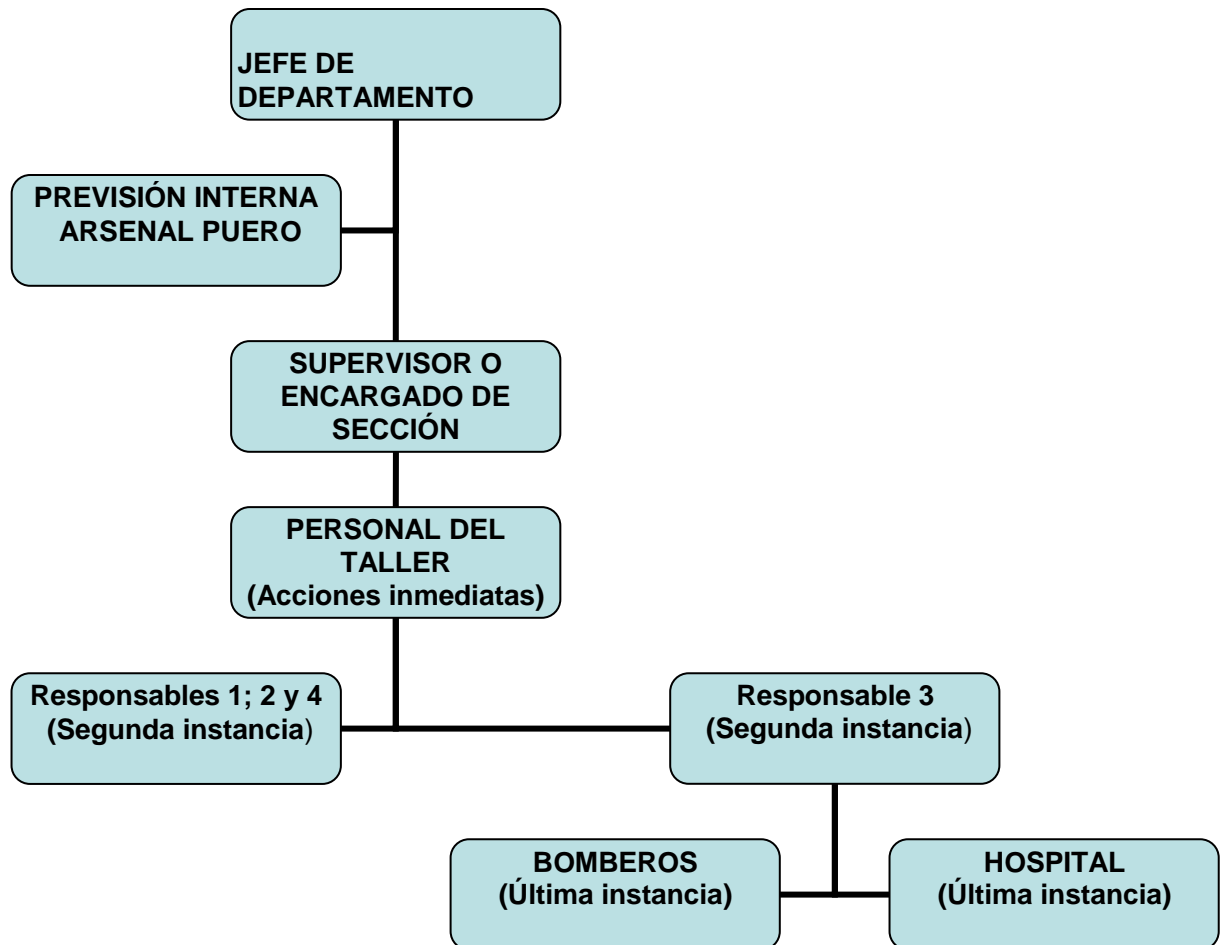 JEFE DE
DEPARTAMENTO
PREVISIÓN INTERNA
ARSENAL PUERO
SUPERVISOR O
ENCARGADO DE
SECCIÓN
PERSONAL DEL
TALLER
(Acciones inmediatas)
Responsables 1; 2 y 4
(Segunda instancia)
Responsable 3
(Segunda instancia)
BOMBEROS
(Última instancia)
HOSPITAL
(Última instancia)